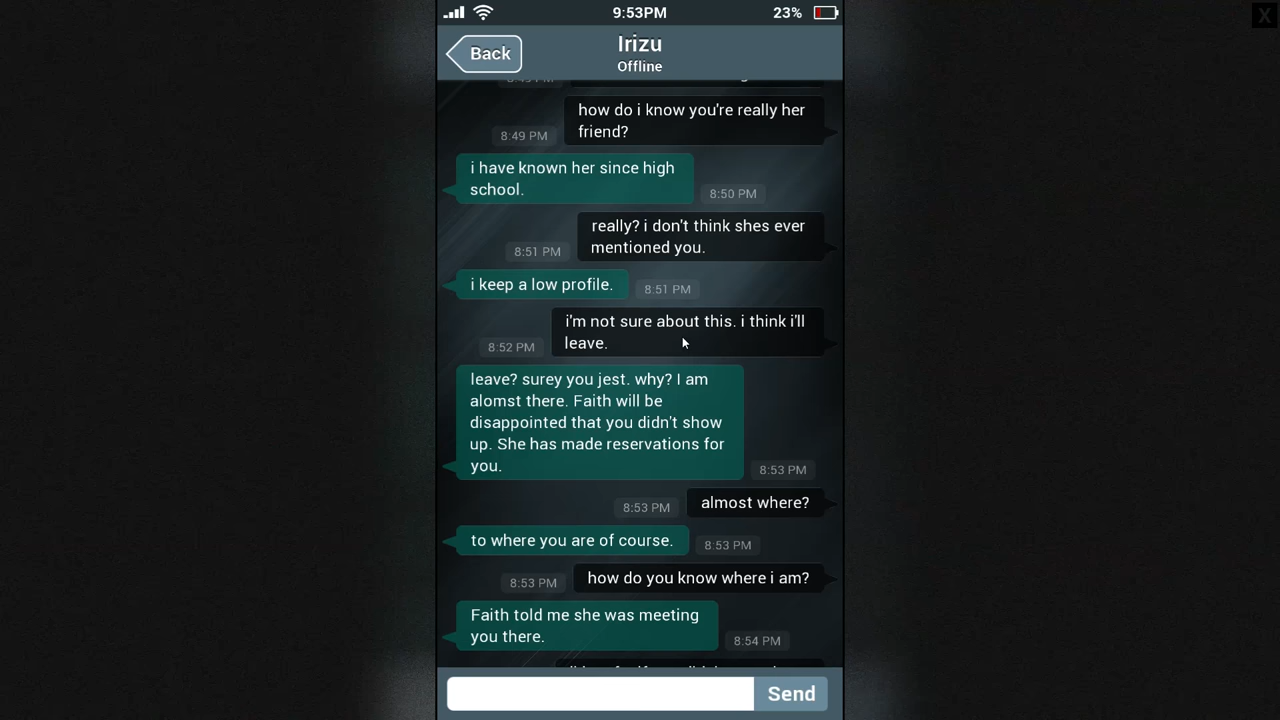 9:53PM
23%
X
Back
Irizu
Offline
how do i know you're really her
friend?
8:49 PM
i have known her since high
school.
8:50 PM
really? i don't think shes ever
mentioned you.
8:51 PM
i keep a low profile.
8:51 PM
i'm not sure about this. i think i'll
leave.
8:52 PM
leave? surey you jest. why? I am
alomst there. Faith will be
disappointed that you didn't show
up. She has made reservations for
you.
8:53 PM
almost where?
8:53 PM
to where you are of course.
8:53 PM
how do you know where i am?
8:53 PM
Faith told me she was meeting
you there.
8:54 PM
Send